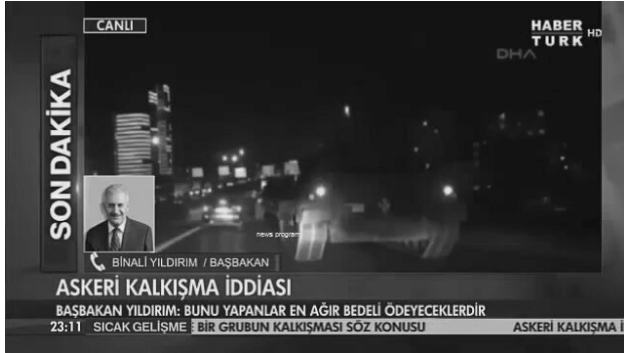 CANLI
HABER
TURK HD
DHA
SON DAKİKA
news program
BİNALİ YILDIRIM / BAŞBAKAN
ASKERİ KALKIŞMA İDDİASI
BAŞBAKAN YILDIRIM: BUNU YAPANLAR EN AĞIR BEDELİ ÖDEYECEKLERDİR
23:11 SICAK GELİŞME BİR GRUBUN KALKIŞMASI SÖZ KONUSU ASKERİ KALKIŞMA İ